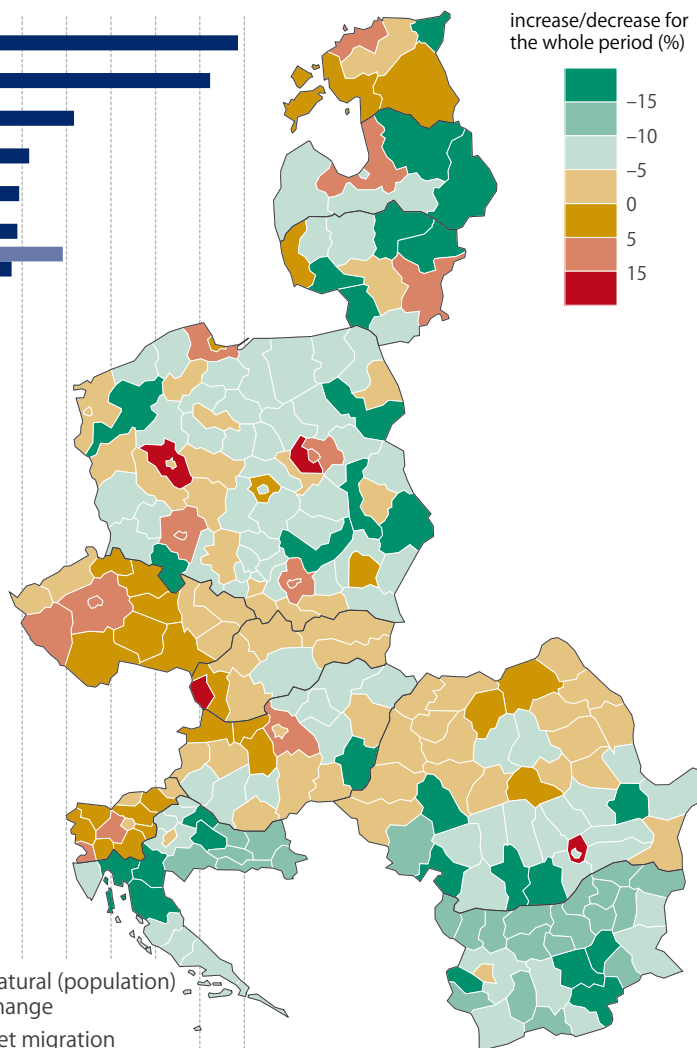 increase/decrease for
the whole period (%)
–15
–10
–5
0
5
15
atural (population)
hange
et migration